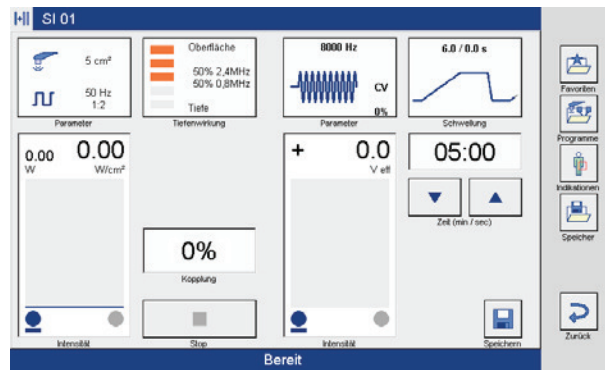 SI 01
5 cm²
50 Hz
1:2
Parameter
Oberfläche
50% 2,4MHz
50% 0,8MHz
Tiefe
Tiefenwirkung
8000 Hz
CV
0%
Parameter
6.0 / 0.0 s
Schwellung
0.00
W
0.00
W/cm²
Intensität
0%
Kopplung
Stop
+
0.0
V eff
Intensität
05:00
Zeit (min / sec)
Speichern
Bereit
Favoriten
Programme
Indikationen
Speicher
Zurück